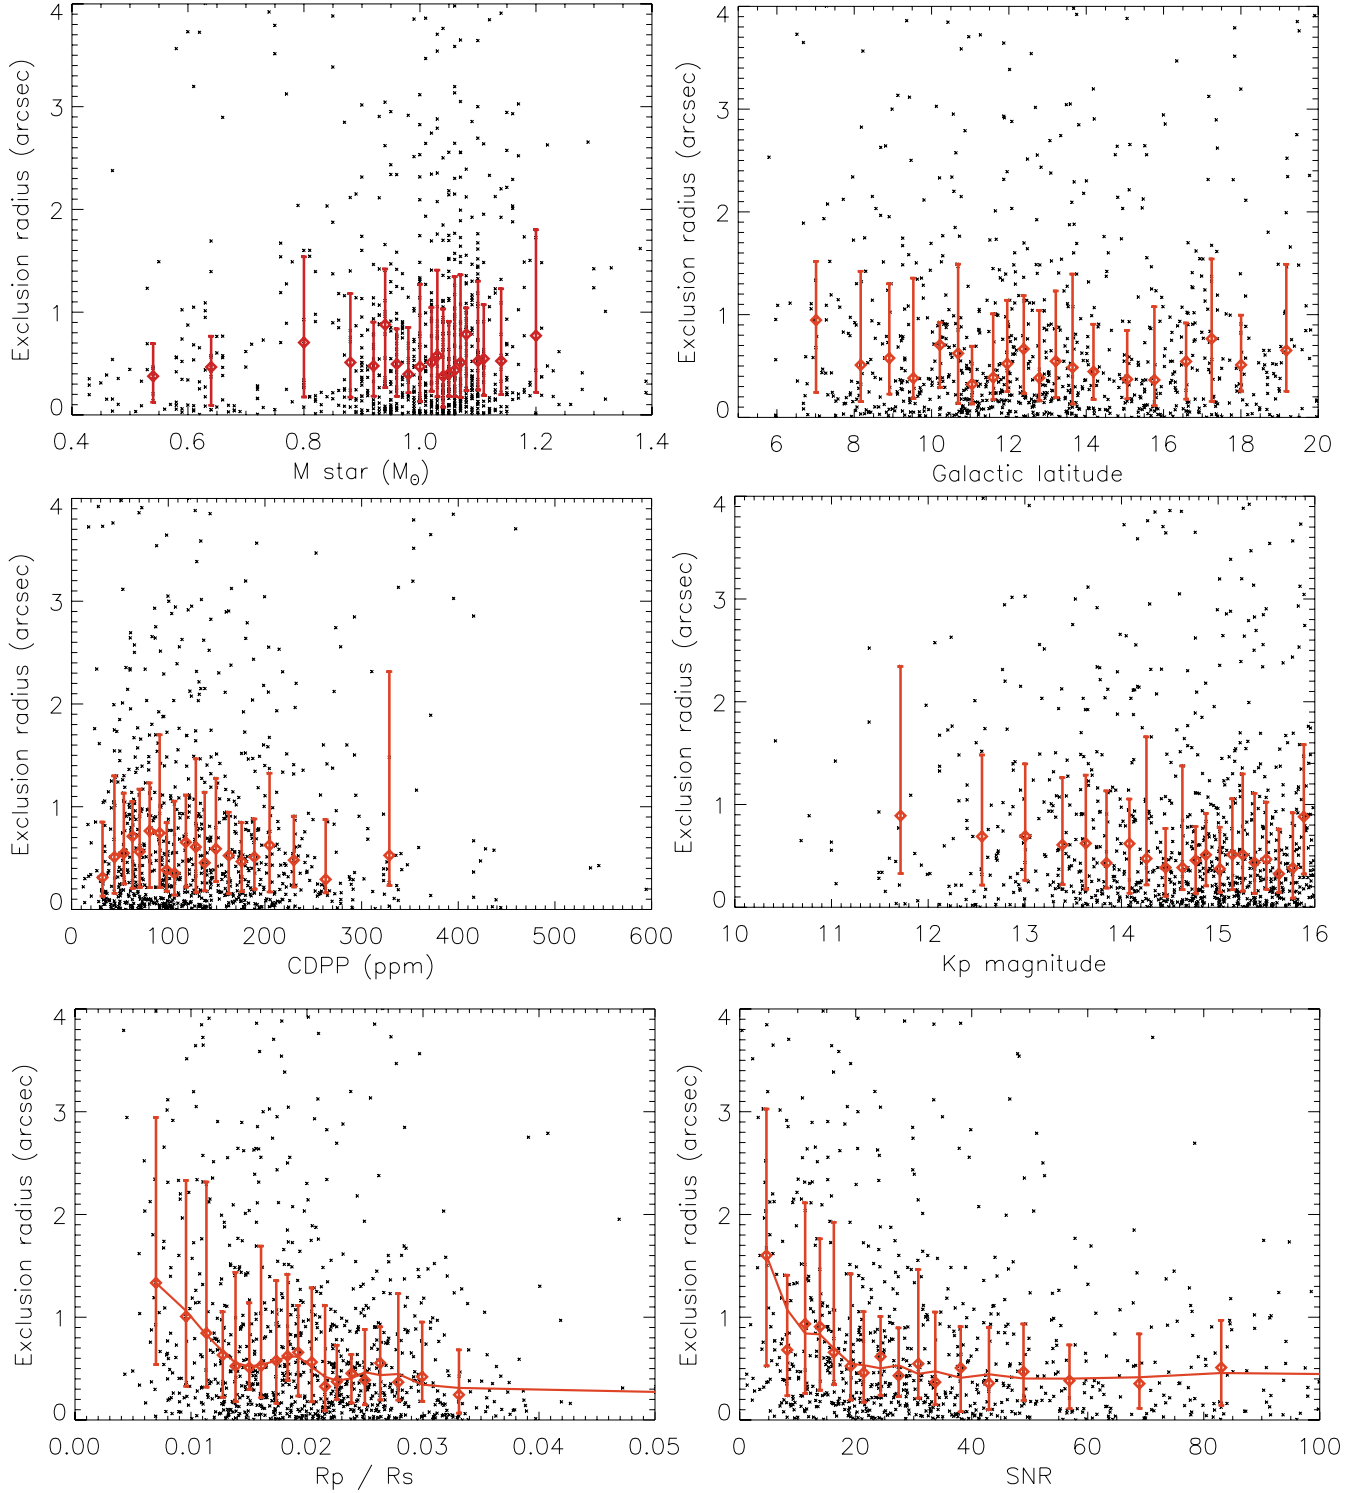 Exclusion radius (arcsec)
4
3
2
1
0
0.4 0.6 0.8 1.0 1.2 1.4
M star (M⊙)
Exclusion radius (arcsec)
4
3
2
1
0
6 8 10 12 14 16 18 20
Galactic latitude
Exclusion radius (arcsec)
4
3
2
1
0
0 100 200 300 400 500 600
CDPP (ppm)
Exclusion radius (arcsec)
4
3
2
1
0
10 11 12 13 14 15 16
Kp magnitude
Exclusion radius (arcsec)
4
3
2
1
0
0.00 0.01 0.02 0.03 0.04 0.05
Rp / Rs
Exclusion radius (arcsec)
4
3
2
1
0
0 20 40 60 80 100
SNR